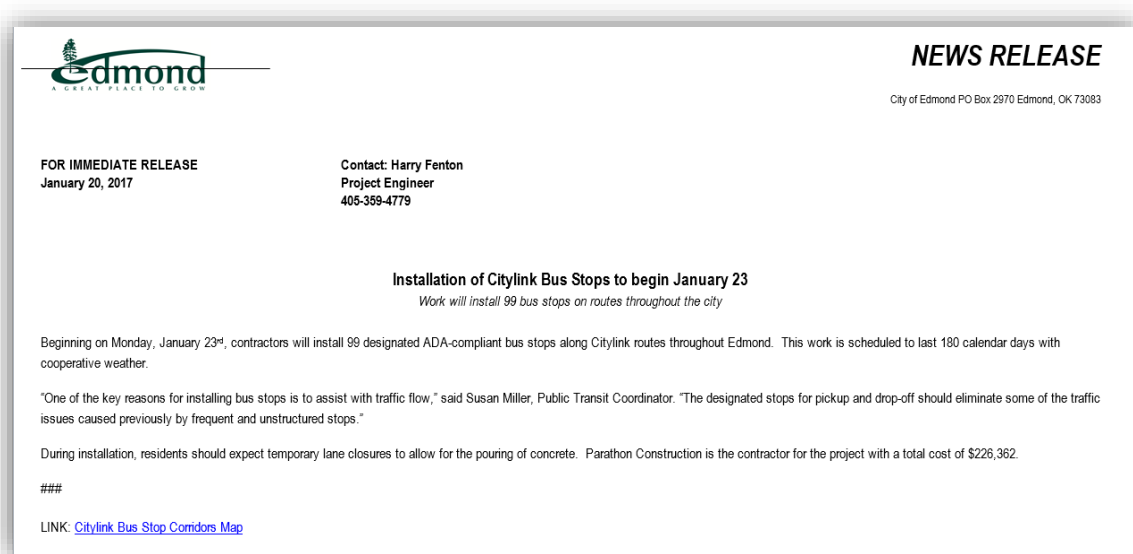 Edmond
A GREAT PLACE TO GROW
NEWS RELEASE
City of Edmond PO Box 2970 Edmond, OK 73083
FOR IMMEDIATE RELEASE
January 20, 2017
Contact: Harry Fenton
Project Engineer
405-359-4779
Installation of Citylink Bus Stops to begin January 23
Work will install 99 bus stops on routes throughout the city
Beginning on Monday, January 23rd, contractors will install 99 designated ADA-compliant bus stops along Citylink routes throughout Edmond.  This work is scheduled to last 180 calendar days with
cooperative weather.
"One of the key reasons for installing bus stops is to assist with traffic flow," said Susan Miller, Public Transit Coordinator. "The designated stops for pickup and drop-off should eliminate some of the traffic
issues caused previously by frequent and unstructured stops."
During installation, residents should expect temporary lane closures to allow for the pouring of concrete.  Parathon Construction is the contractor for the project with a total cost of $226,362.
###
LINK: Citylink Bus Stop Corridors Map